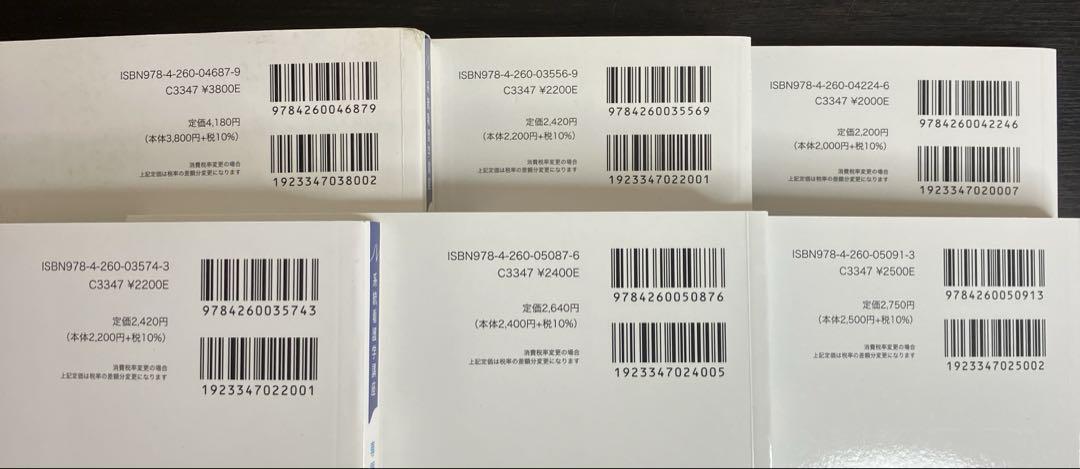 ISBN978-4-260-04687-9
C3347 ¥3800E
定価4,180円
(本体3,800円+税10%)
消費税率変更の場合
上記定価は税率の差額分変更になります
9784260046879
1923347038002
ISBN978-4-260-03556-9
C3347 ¥2200E
定価2,420円
(本体2,200円+税10%)
消費税率変更の場合
上記定価は税率の差額分変更になります
9784260035569
1923347022001
ISBN978-4-260-04224-6
C3347 ¥2000E
定価2,200円
(本体2,000円+税10%)
消費税率変更の場合
上記定価は税率の差額分変更になります
9784260042246
1923347020007
ISBN978-4-260-03574-3
C3347 ¥2200E
定価2,420円
(本体2,200円+税10%)
消費税率変更の場合
上記定価は税率の差額分変更になります
9784260035743
1923347022001
系統看護学講座
ISBN978-4-260-05087-6
C3347 ¥2400E
定価2,640円
(本体2,400円+税10%)
消費税率変更の場合
上記定価は税率の差額分変更になります
9784260050876
1923347024005
ISBN978-4-260-05091-3
C3347 ¥2500E
定価2,750円
(本体2,500円+税10%)
消費税率変更の場合
上記定価は税率の差額分変更になります
9784260050913
1923347025002